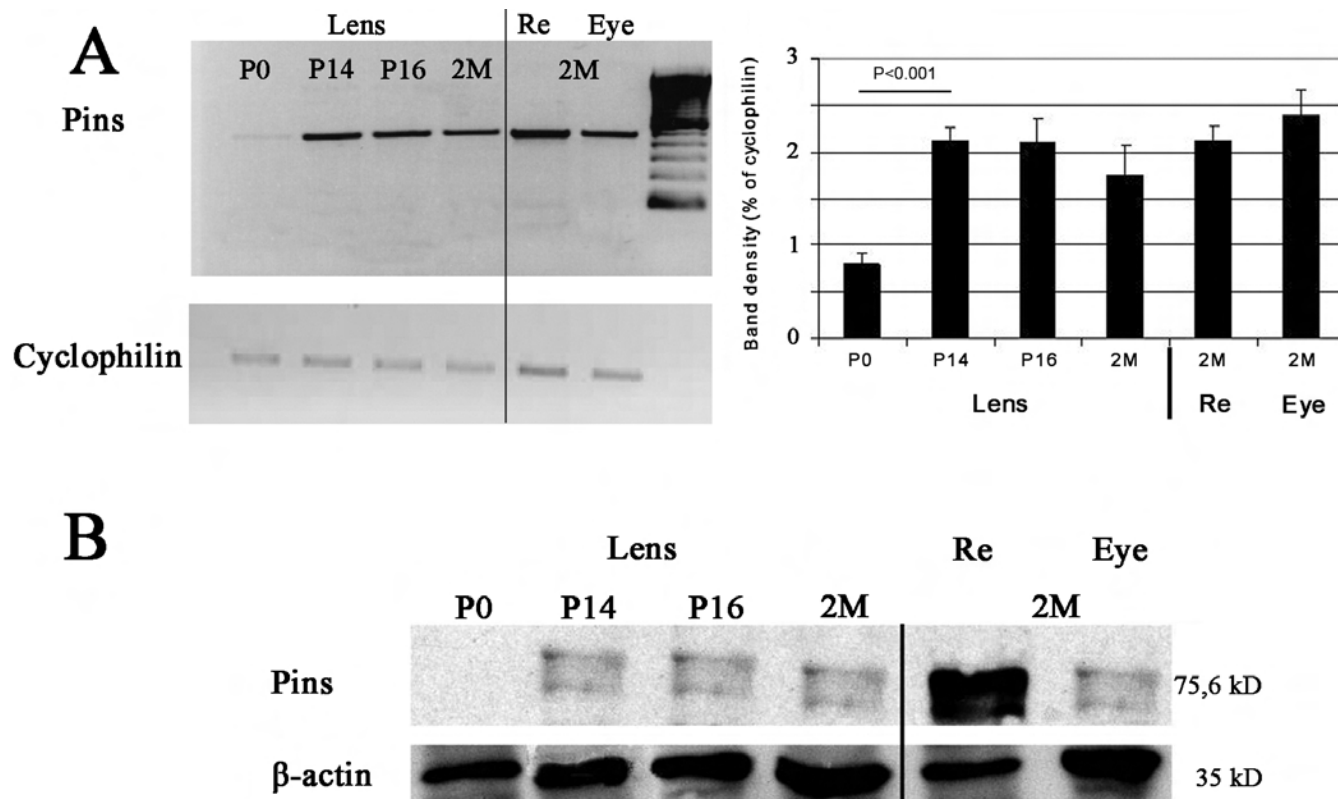 A
Lens Re Eye
P0 P14 P16 2M 2M
Pins
Cyclophilin
Band density (% of cyclophilin)
3
2
1
0
P<0.001
P0 P14 P16 2M 2M 2M
Lens Re Eye
B
Lens Re Eye
P0 P14 P16 2M 2M
Pins 75,6 kD
β-actin 35 kD